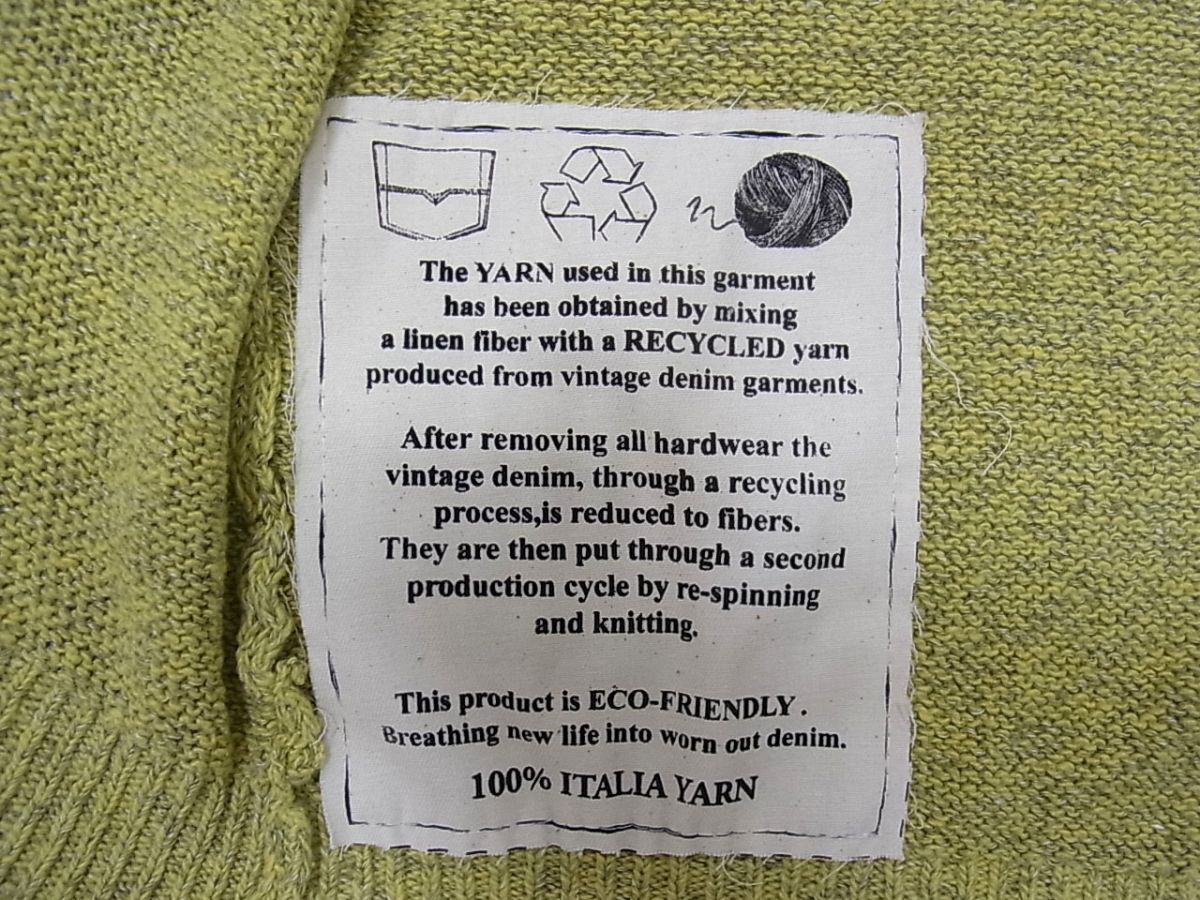 The YARN used in this garment
has been obtained by mixing
a linen fiber with a RECYCLED yarn
produced from vintage denim garments.
After removing all hardwear the
vintage denim, through a recycling
process,is reduced to fibers.
They are then put through a second
production cycle by re-spinning
and knitting.
This product is ECO-FRIENDLY.
Breathing new life into worn out denim.
100% ITALIA YARN